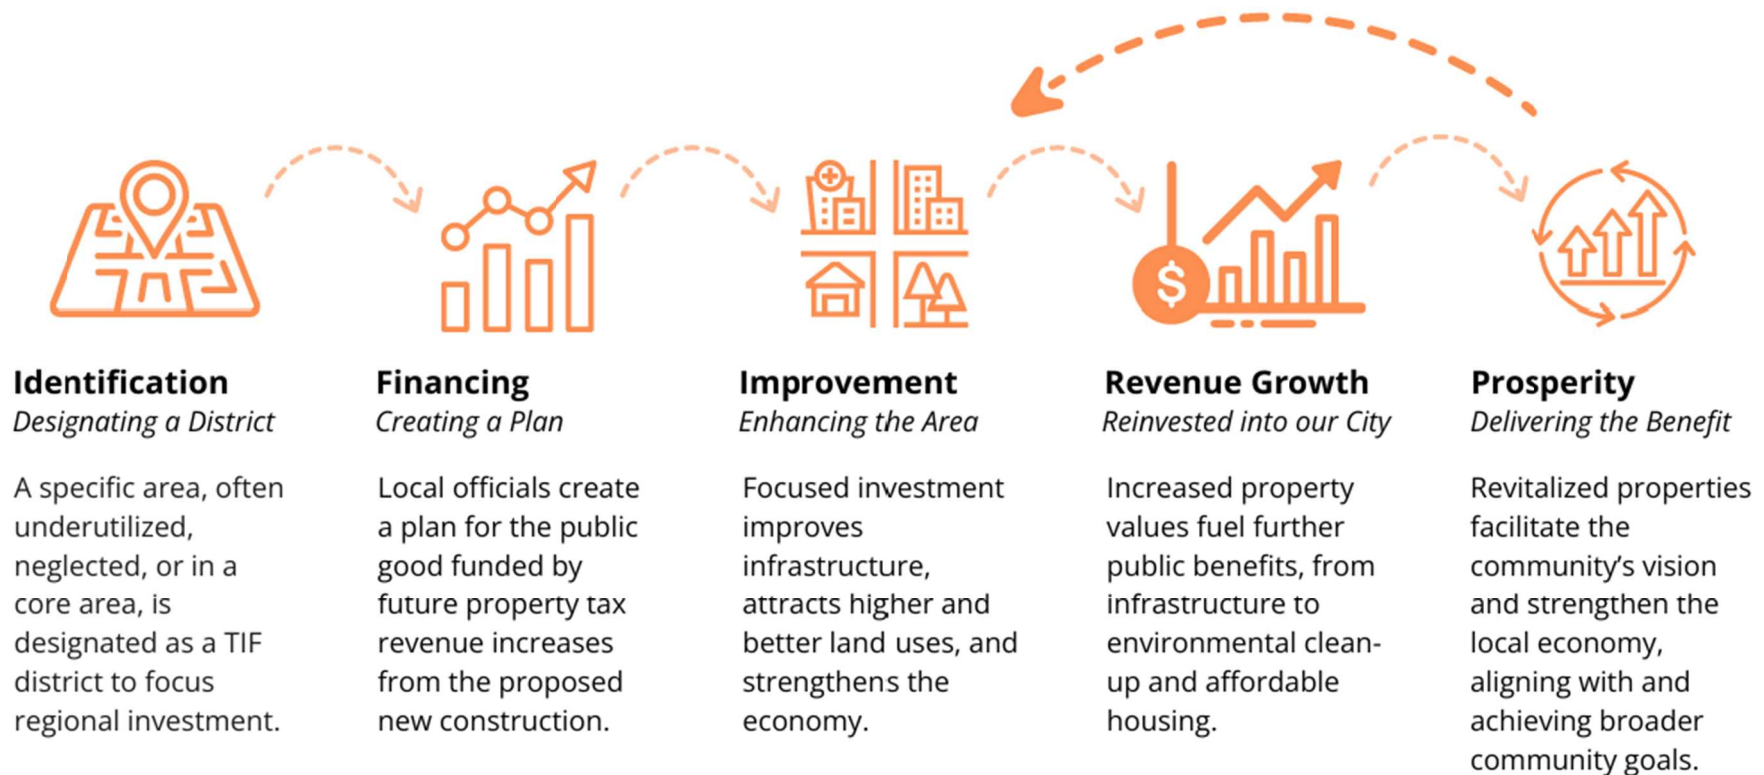 $
Identification
Designating a District
A specific area, often
underutilized,
neglected, or in a
core area, is
designated as a TIF
district to focus
regional investment.
Financing
Creating a Plan
Local officials create
a plan for the public
good funded by
future property tax
revenue increases
from the proposed
new construction.
Improvement
Enhancing the Area
Focused investment
improves
infrastructure,
attracts higher and
better land uses, and
strengthens the
economy.
Revenue Growth
Reinvested into our City
Increased property
values fuel further
public benefits, from
infrastructure to
environmental clean-
up and affordable
housing.
Prosperity
Delivering the Benefit
Revitalized properties
facilitate the
community’s vision
and strengthen the
local economy,
aligning with and
achieving broader
community goals.